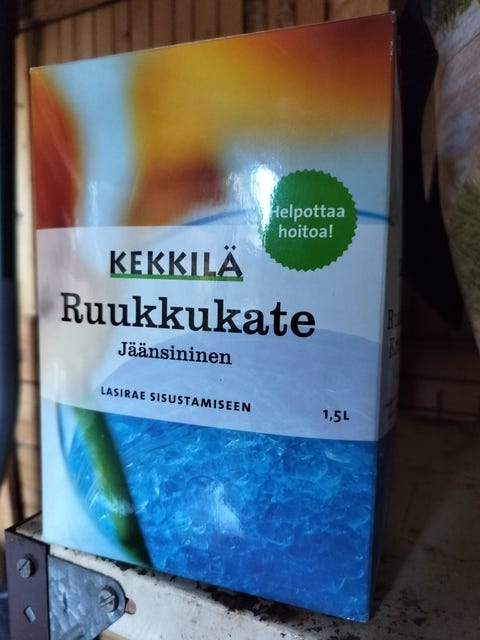 Helpottaa
hoitoa!
KEKKILÄ
Ruukkukate
Jäänsininen
LASIRAE SISUSTAMISEEN
1,5L